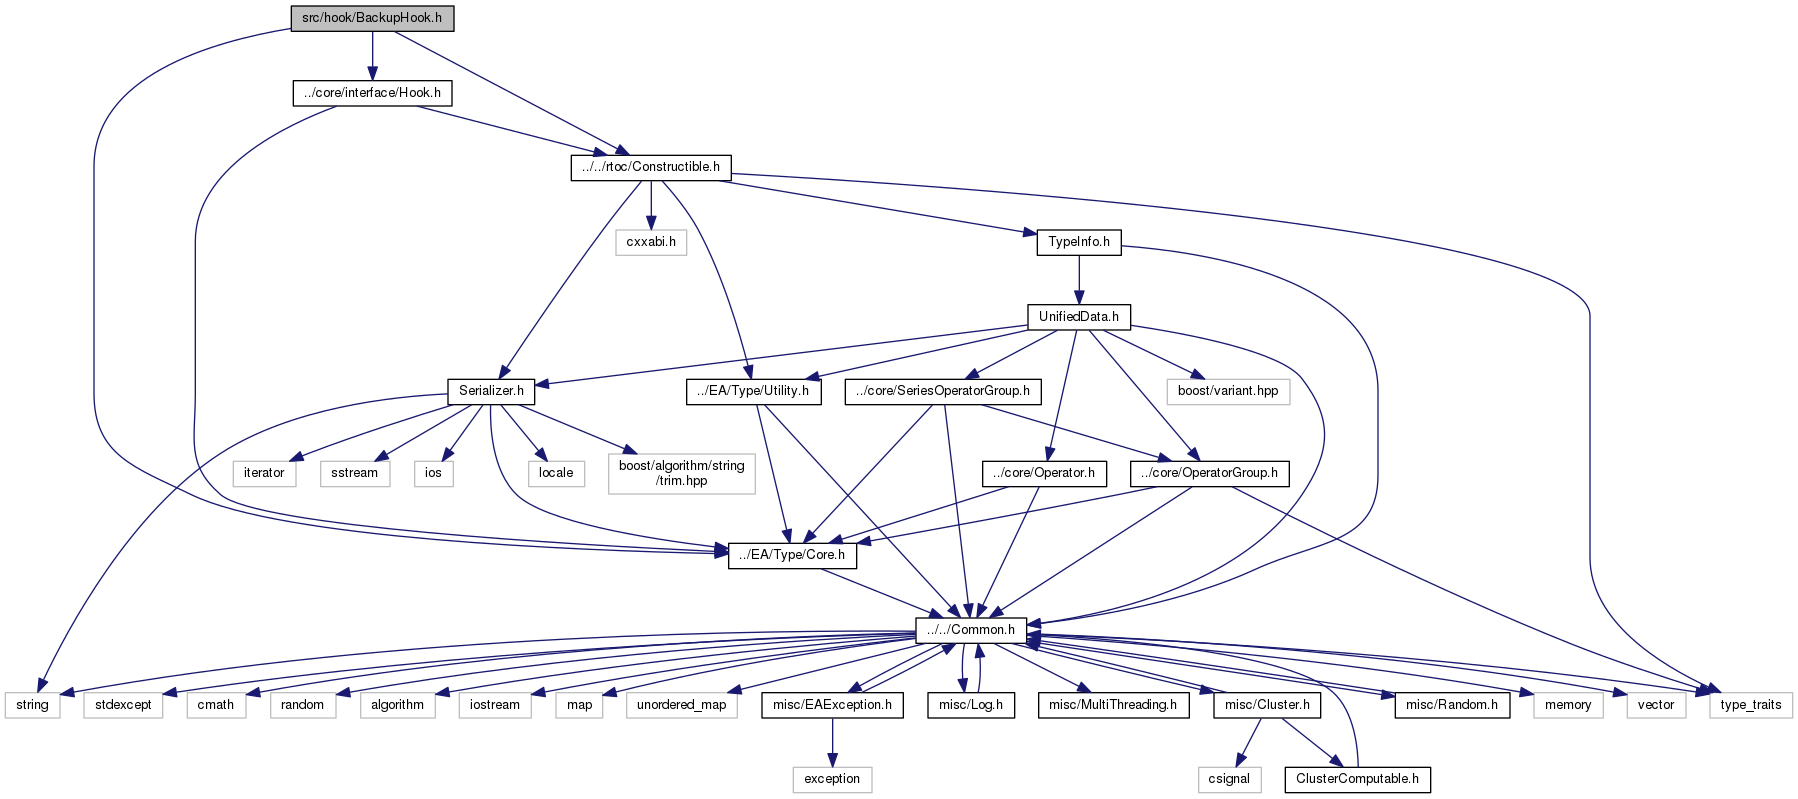 src/hook/BackupHook.h
../core/interface/Hook.h
../../rtoc/Constructible.h
cxxabi.h
TypeInfo.h
UnifiedData.h
Serializer.h
../EA/Type/Utility.h
../core/SeriesOperatorGroup.h
boost/variant.hpp
iterator
sstream
ios
locale
boost/algorithm/string
/trim.hpp
../core/Operator.h
../core/OperatorGroup.h
../EA/Type/Core.h
../../Common.h
string
stdexcept
cmath
random
algorithm
iostream
map
unordered_map
misc/EAException.h
misc/Log.h
misc/MultiThreading.h
misc/Cluster.h
misc/Random.h
memory
vector
type_traits
exception
csignal
ClusterComputable.h